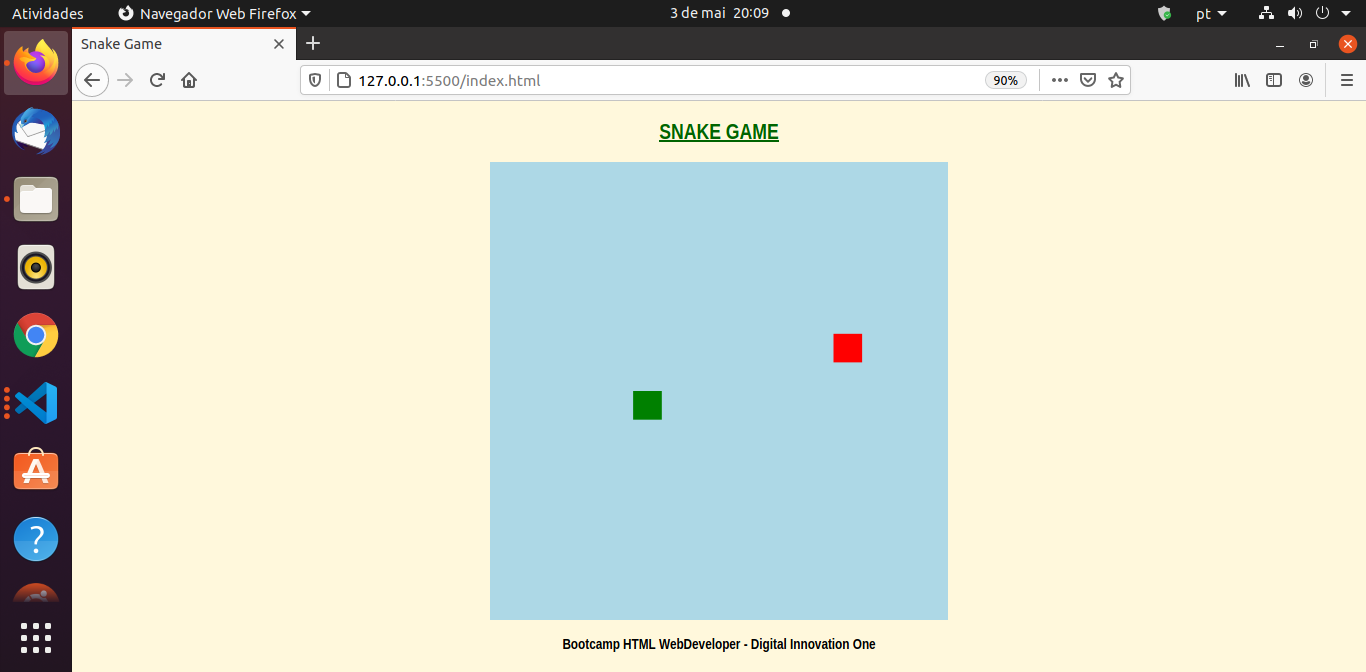 Atividades
Navegador Web Firefox
3 de mai 20:09
pt
Snake Game
127.0.0.1:5500/index.html
90%
SNAKE GAME
Bootcamp HTML WebDeveloper - Digital Innovation One